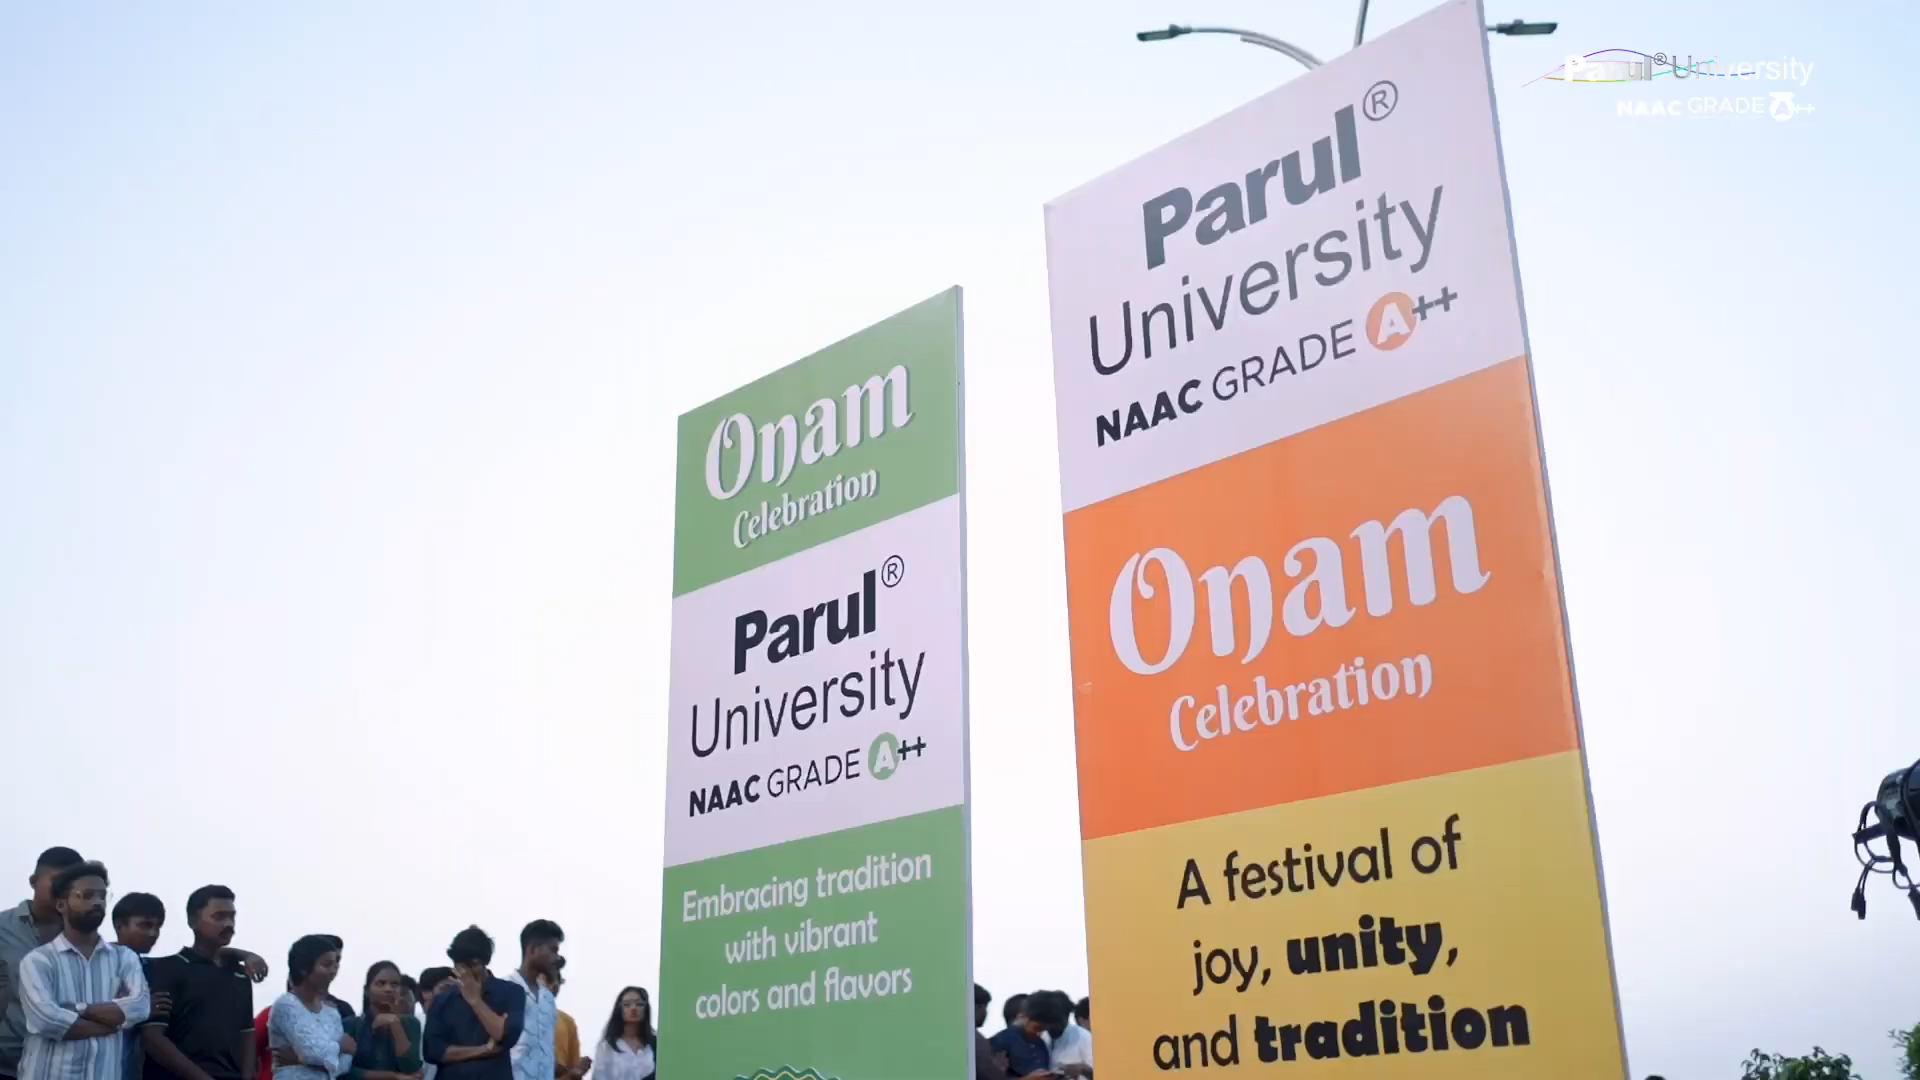 Onam
Celebration
Parul®
University
NAAC GRADE A++
Embracing tradition
with vibrant
colors and flavors
Parul®
University
NAAC GRADE A++
Onam
Celebration
A festival of
joy, unity,
and tradition
Parul® University
NAAC GRADE A++